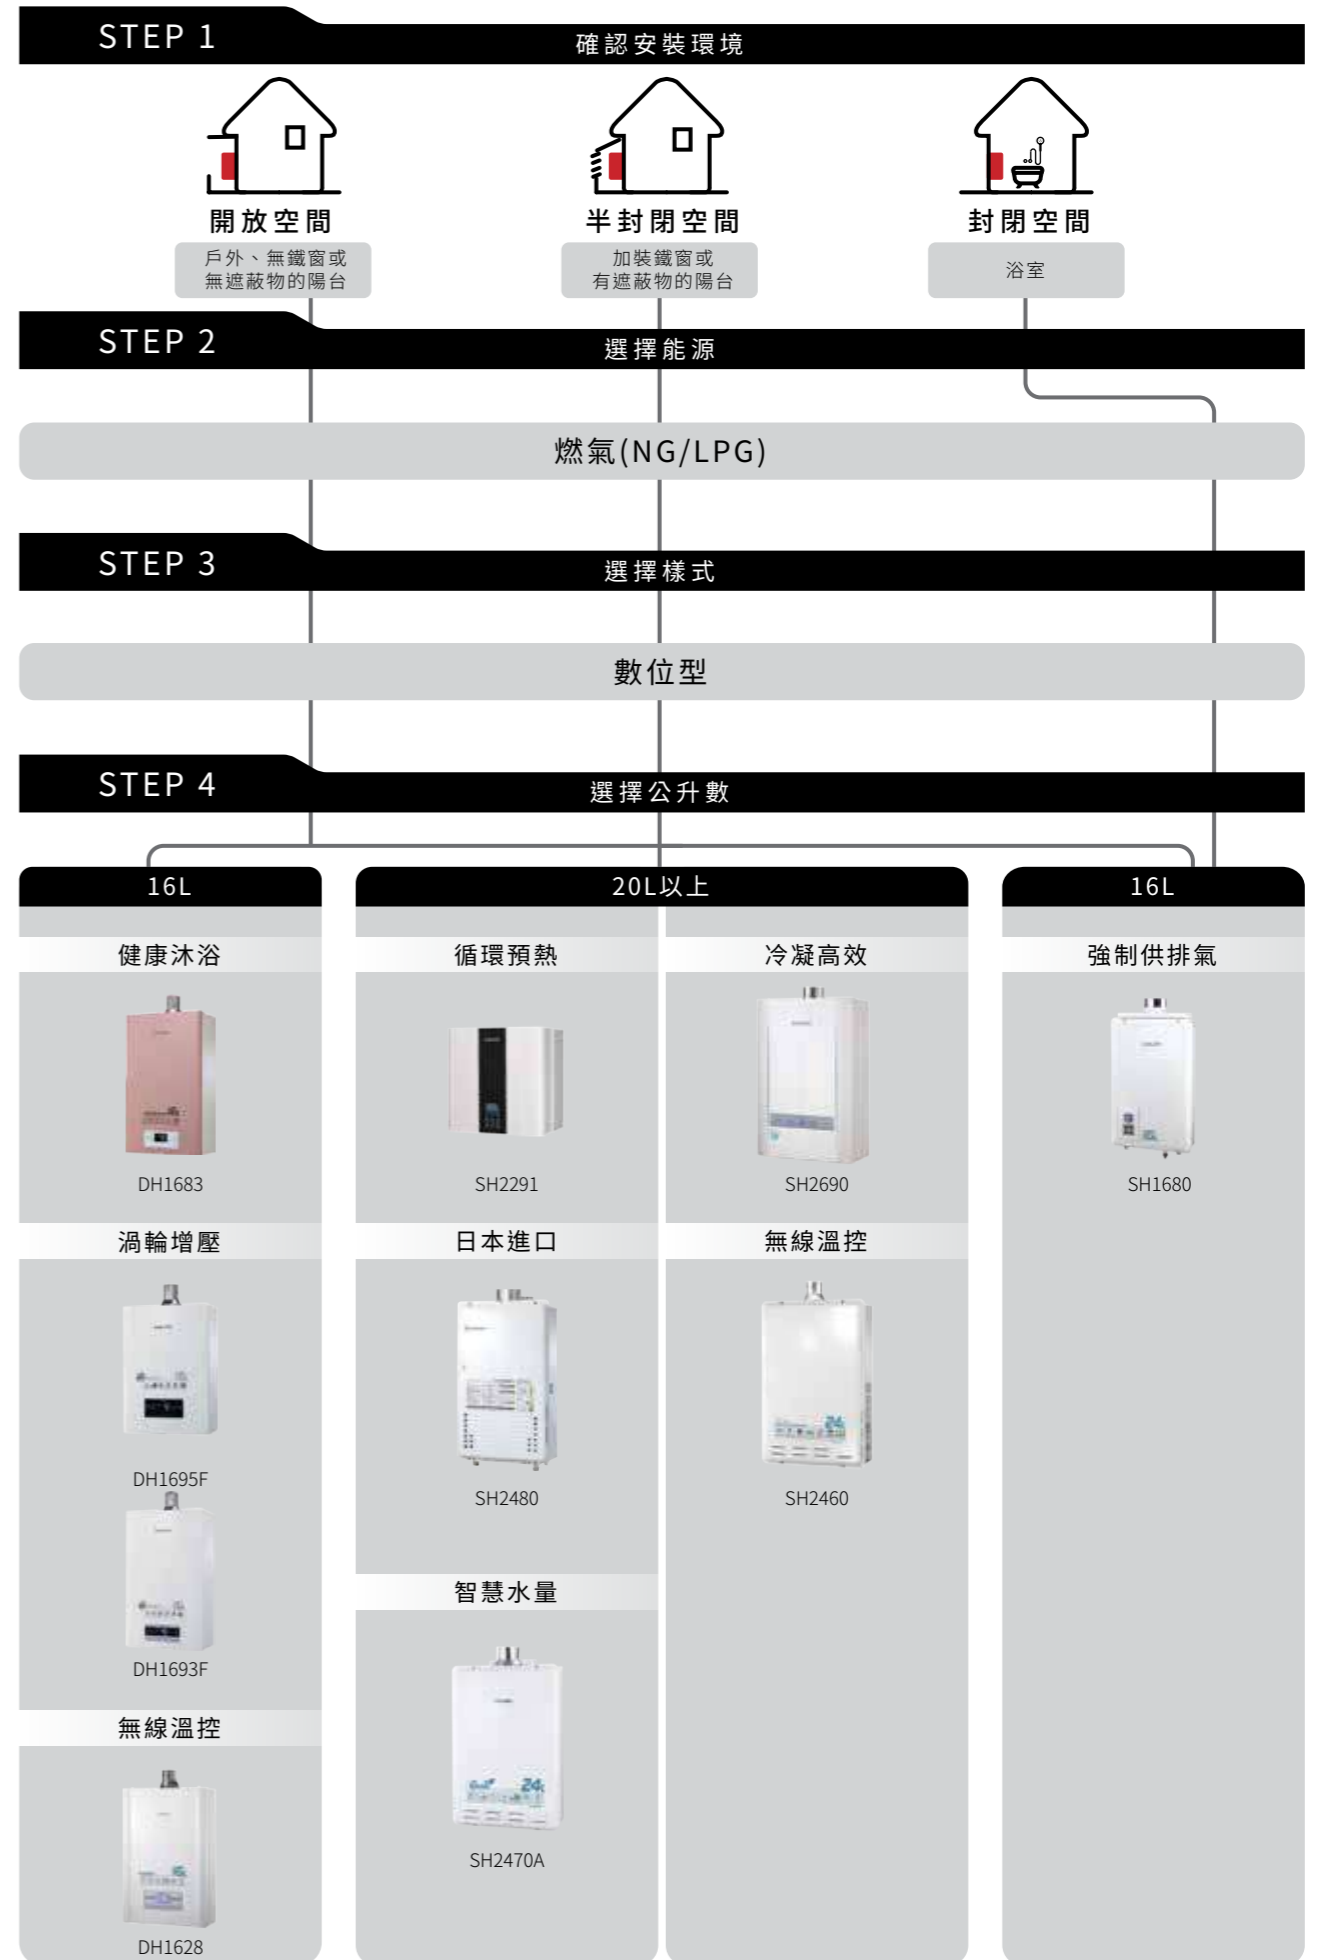 STEP 1
確認安裝環境
開放空間
戶外、無鐵窗或
無遮蔽物的陽台
半封閉空間
加裝鐵窗或
有遮蔽物的陽台
封閉空間
浴室
STEP 2
選擇能源
燃氣(NG/LPG)
STEP 3
選擇樣式
數位型
STEP 4
選擇公升數
16L
健康沐浴
DH1683
渦輪增壓
DH1695F
DH1693F
無線溫控
DH1628
20L以上
循環預熱
SH2291
日本進口
SH2480
智慧水量
24
SH2470A
冷凝高效
SH2690
無線溫控
24
SH2460
16L
強制供排氣
SH1680